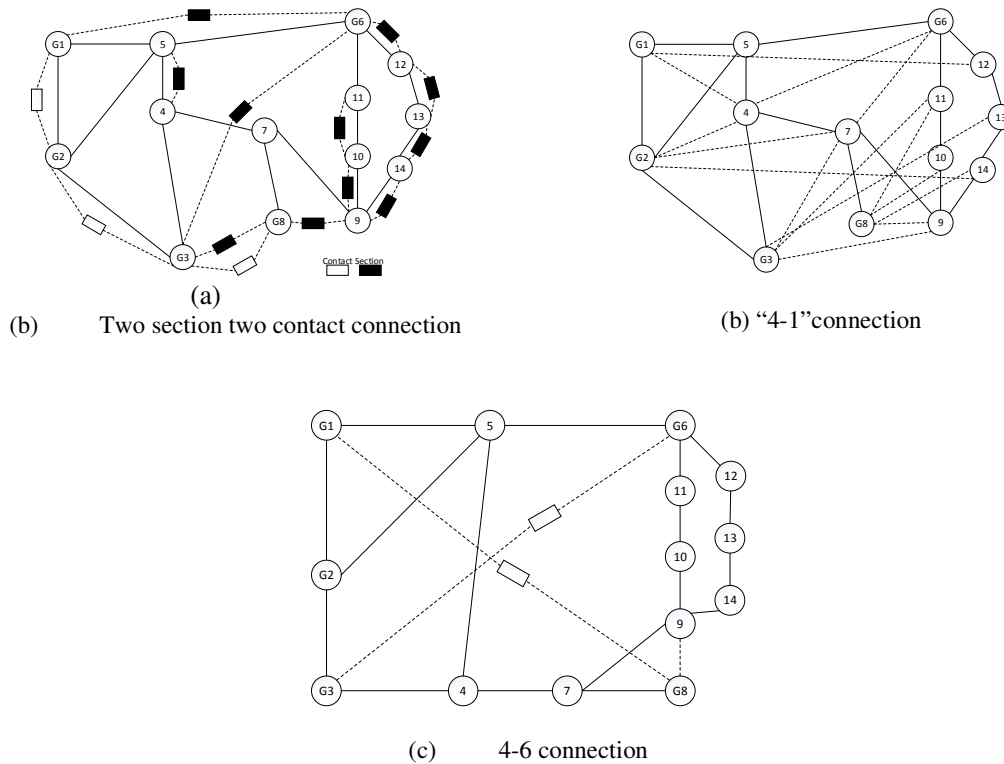 G1
5
G6
12
4
11
13
7
G2
10
14
G8
9
G3
Contact Section
(a)
(b) Two section two contact connection
G1
5
G6
12
11
4
13
7
G2
10
14
G8
9
G3
(b) “4-1”connection
G1
5
G6
12
11
13
10
G2
14
9
G3
4
7
G8
(c) 4-6 connection